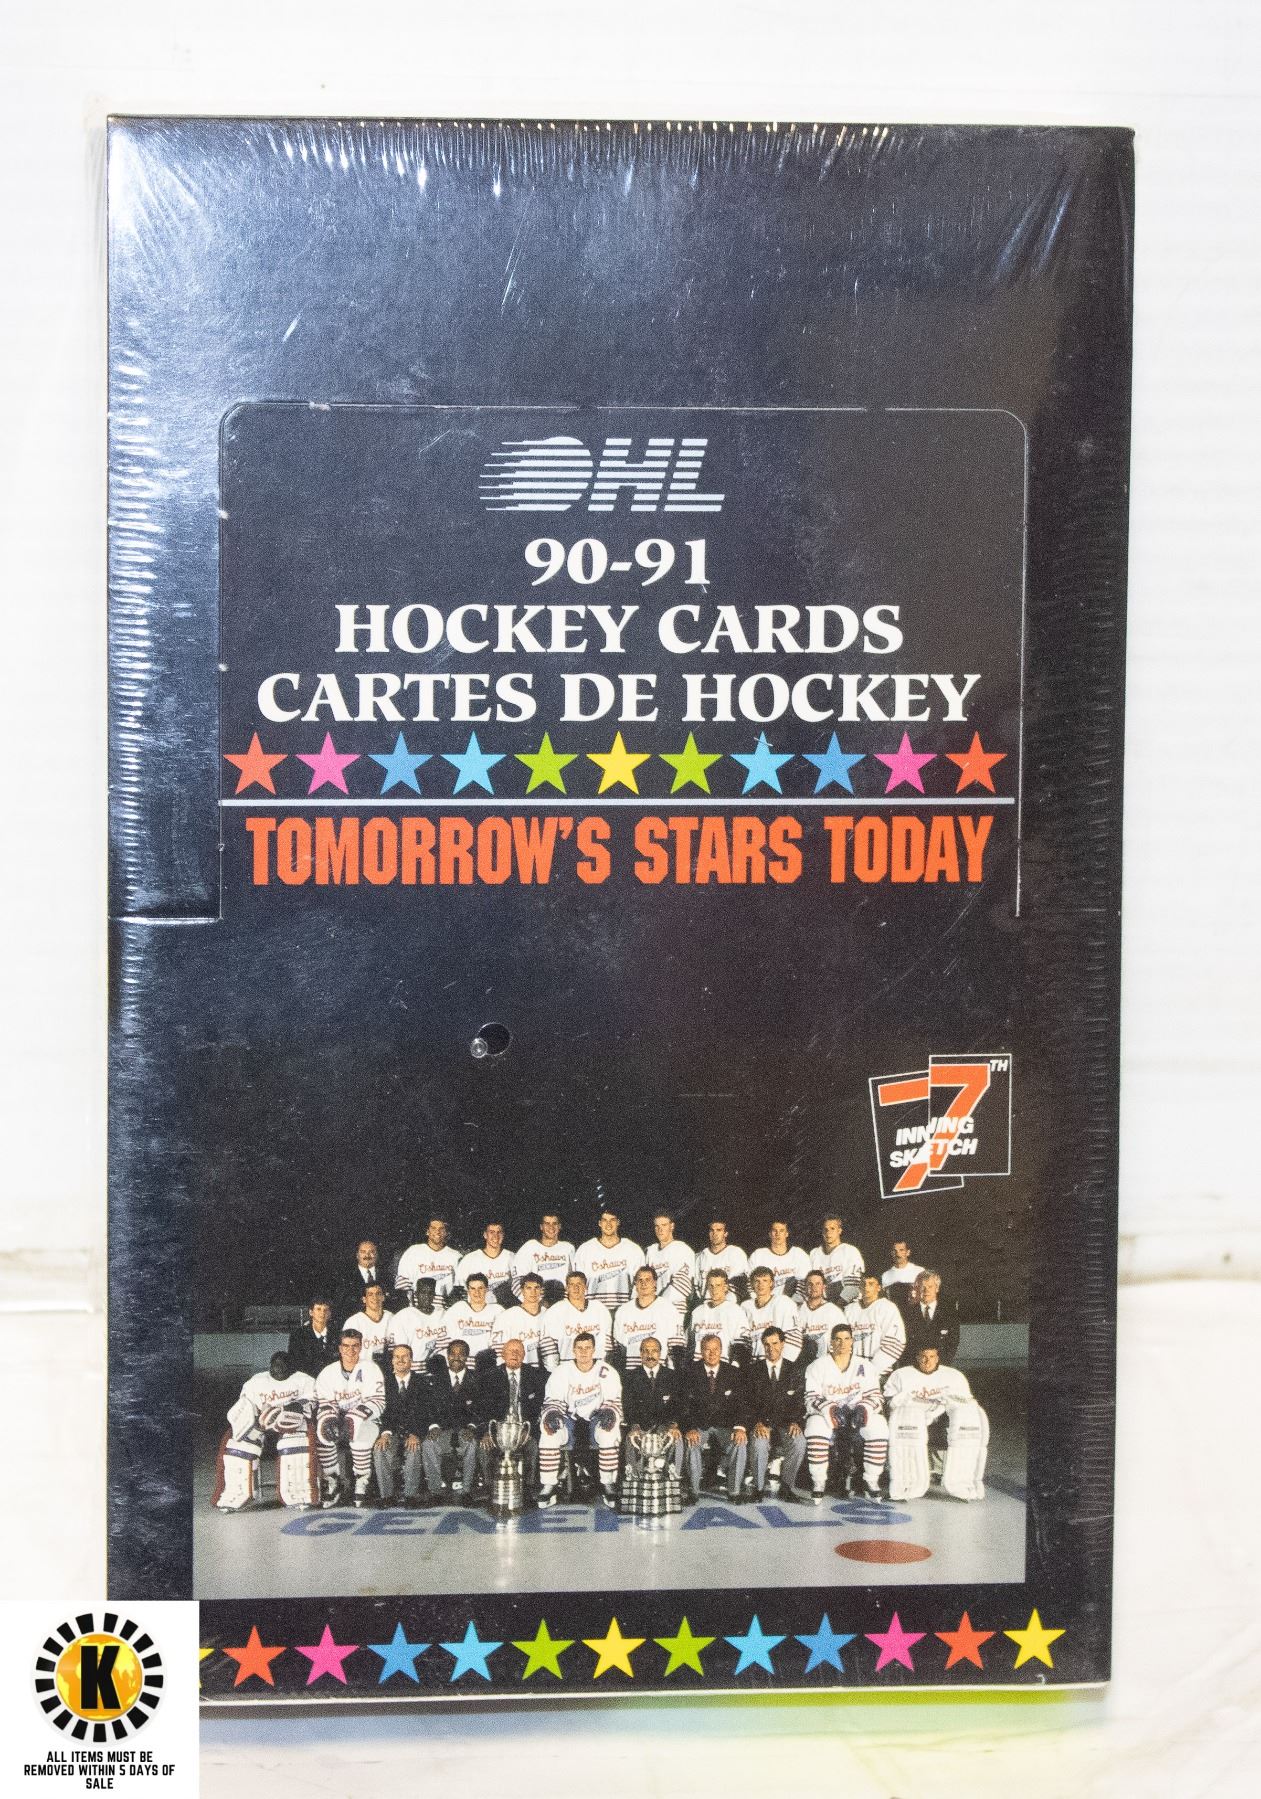 OHL
90-91
HOCKEY CARDS
CARTES DE HOCKEY
TOMORROW'S STARS TODAY
7TH
INNING
SKETCH
GENERALS
K
ALL ITEMS MUST BE
REMOVED WITHIN 5 DAYS OF
SALE